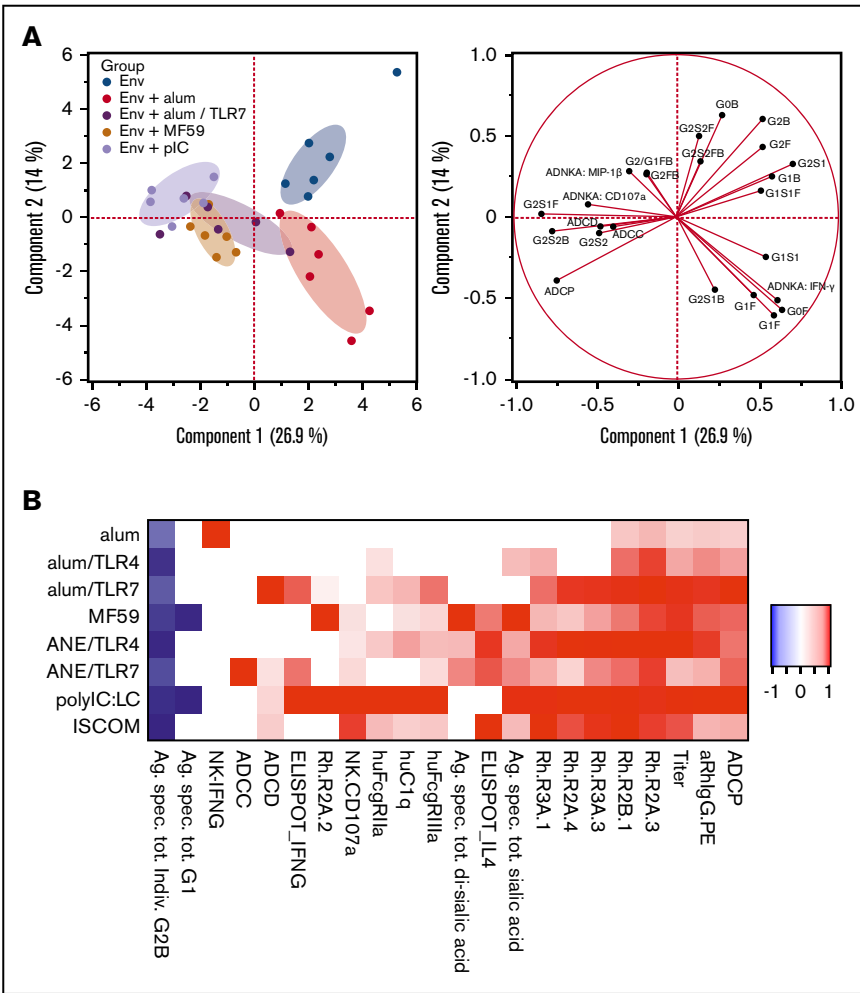 A
Group
Env
Env + alum
Env + alum / TLR7
Env + MF59
Env + pIC
Component 2 (14 %)
6
4
2
0
-2
-4
-6
-6
-4
-2
0
2
4
6
Component 1 (26.9 %)
Component 2 (14 %)
1.0
0.5
0
-0.5
-1.0
-1.0
-0.5
0
0.5
1.0
Component 1 (26.9 %)
G0B
G2S2F
G2B
G2S2FB
G2F
G2/G1FB
G2FB
G2S1
ADNKA: MIP-1β
G1B
ADNKA: CD107a
G1S1F
G2S1F
ADCD
ADCC
G2S2B
G2S2
G1S1
ADCP
ADNKA: IFN-γ
G2S1B
G1F
G0F
G1F
B
alum
alum/TLR4
alum/TLR7
MF59
ANE/TLR4
ANE/TLR7
polyIC:LC
ISCOM
Ag. spec. tot. Indiv. G2B
Ag. spec. tot. G1
NK-IFNG
ADCC
ADCD
ELISPOT_IFNG
Rh.R2A.2
NK.CD107a
huFcgRIIa
huC1q
huFcgRIIIa
Ag. spec. tot. di-sialic acid
ELISPOT_IL4
Ag. spec. tot. sialic acid
Rh.R3A.1
Rh.R2A.4
Rh.R3A.3
Rh.R2B.1
Rh.R2A.3
Titer
aRhIgG.PE
ADCP
-1 0 1